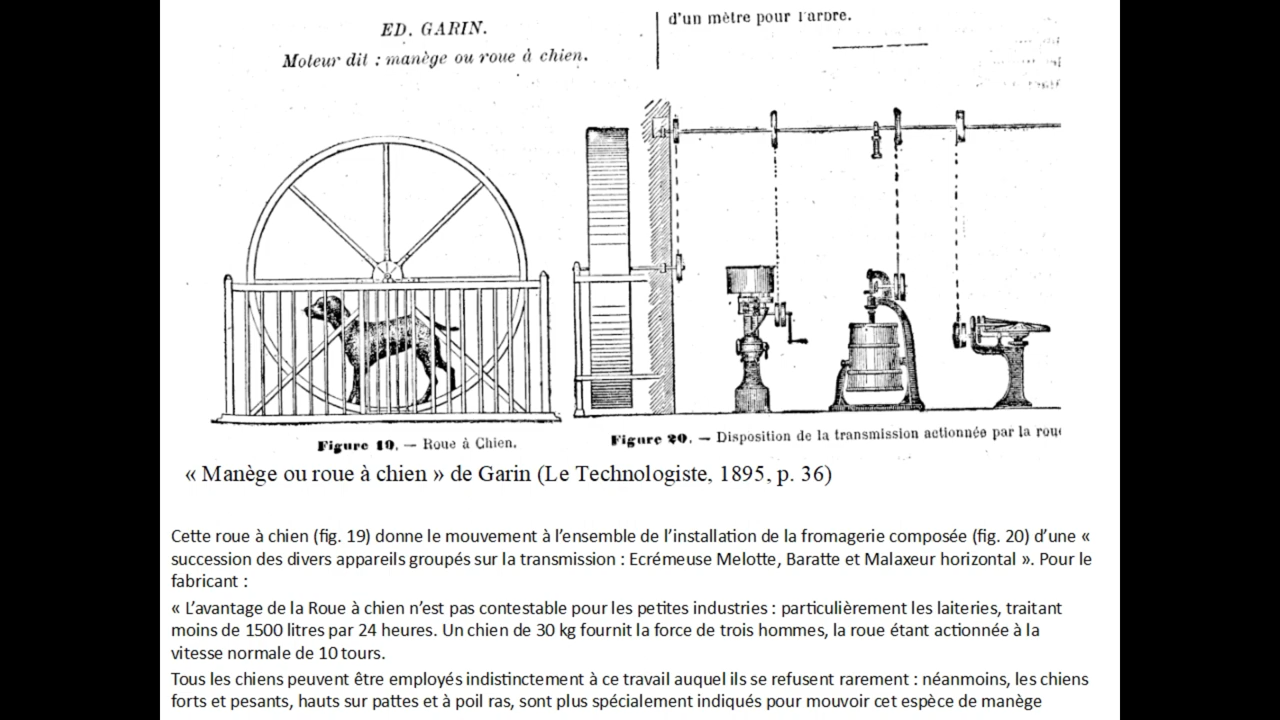 ED. GARIN.
Moteur dit : manège ou roue à chien.
d'un mètre pour l'arbre.
Figure 19. — Roue à Chien.
Figure 20. — Disposition de la transmission actionnée par la
« Manège ou roue à chien » de Garin (Le Technologiste, 1895, p. 36)
Cette roue à chien (fig. 19) donne le mouvement à l’ensemble de l’installation de la fromagerie composée (fig. 20) d’une «
succession des divers appareils groupés sur la transmission : Ecrémeuse Melotte, Baratte et Malaxeur horizontal ». Pour le
fabricant :
« L’avantage de la Roue à chien n’est pas contestable pour les petites industries : particulièrement les laiteries, traitant
moins de 1500 litres par 24 heures. Un chien de 30 kg fournit la force de trois hommes, la roue étant actionnée à la
vitesse normale de 10 tours.
Tous les chiens peuvent être employés indistinctement à ce travail auquel ils se refusent rarement : néanmoins, les chiens
forts et pesants, hauts sur pattes et à poil ras, sont plus spécialement indiqués pour mouvoir cet espèce de manège